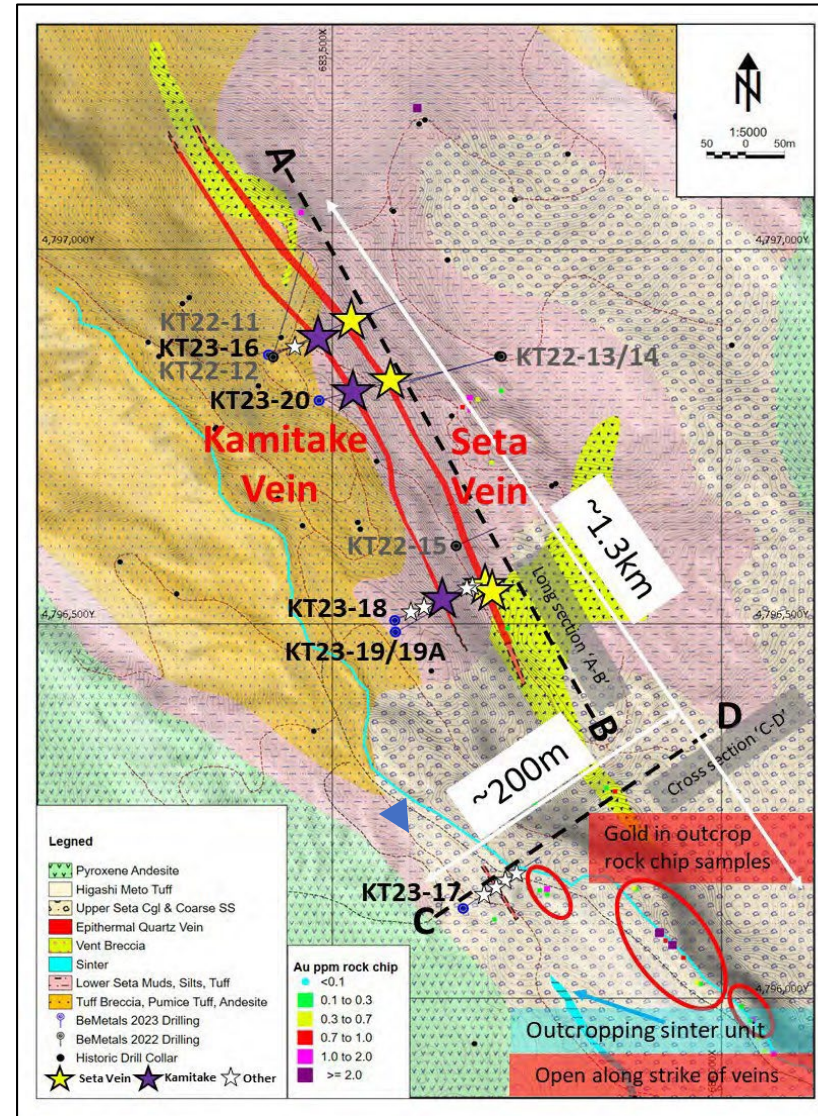 683,500X
N
1:5000
50 0 50m
A
4,797,000Y
4,797,000
KT22-11
KT23-16
KT22-12
KT22-13/14
KT23-20
Kamitake
Vein
Seta
Vein
~1.3km
KT22-15
Long section 'A-B'
4,796,500Y
4,796,500
KT23-18
KT23-19/19A
B
D
Cross section 'C-D'
~200m
Gold in outcrop
rock chip samples
KT23-17
C
4,796,000
Outcropping sinter unit
Open along strike of veins
Legned
Pyroxene Andesite
Higashi Meto Tuff
Upper Seta Cgl & Coarse SS
Epithermal Quartz Vein
Vent Breccia
Sinter
Lower Seta Muds, Silts, Tuff
Tuff Breccia, Pumice Tuff, Andesite
BeMetals 2023 Drilling
BeMetals 2022 Drilling
Historic Drill Collar
Seta Vein Kamitake Other
Au ppm rock chip
<0.1
0.1 to 0.3
0.3 to 0.7
0.7 to 1.0
1.0 to 2.0
>= 2.0